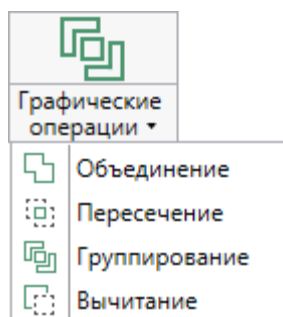 Графические
операции
Объединение
Пересечение
Группирование
Вычитание